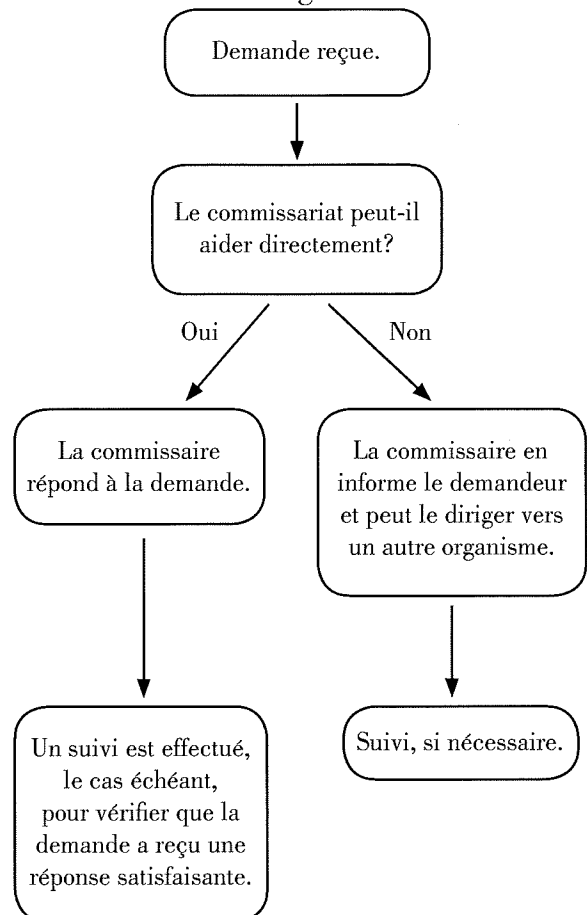 Demande reçue.
Le commissariat peut-il
aider directement?
Oui
Non
La commissaire
répond à la demande.
La commissaire en
informe le demandeur
et peut le diriger vers
un autre organisme.
Un suivi est effectué,
le cas échéant,
pour vérifier que la
demande a reçu une
réponse satisfaisante.
Suivi, si nécessaire.